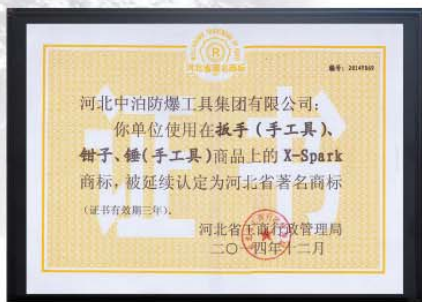 河北省著名商标
R
编号：20147069
河北中泊防爆工具集团有限公司：
你单位使用在扳手（手工具）、
钳子、锤（手工具）商品上的 X-Spark
商标，被延续认定为河北省著名商标
（证书有效期三年）。
河北省工商行政管理局
二〇一四年十二月
证书